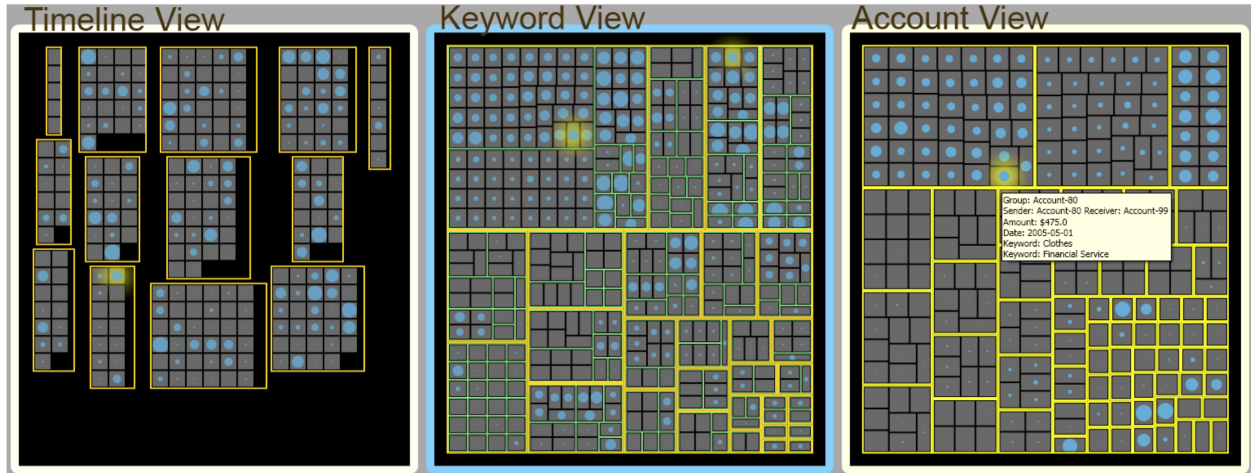 Timeline View
Keyword View
Account View
Group: Account-80
Sender: Account-80 Receiver: Account-99
Amount: $475.0
Date: 2005-05-01
Keyword: Clothes
Keyword: Financial Service